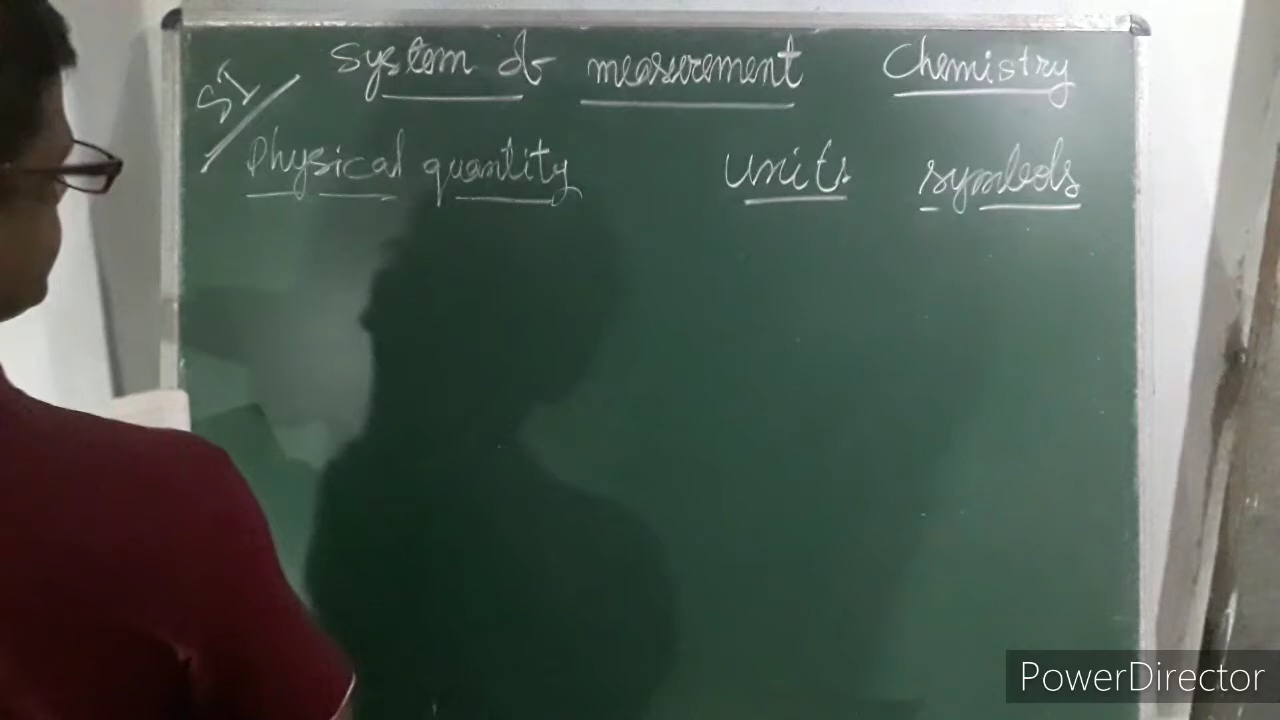 System of measurement Chemistry
SI
Physical quantity units symbols
PowerDirector